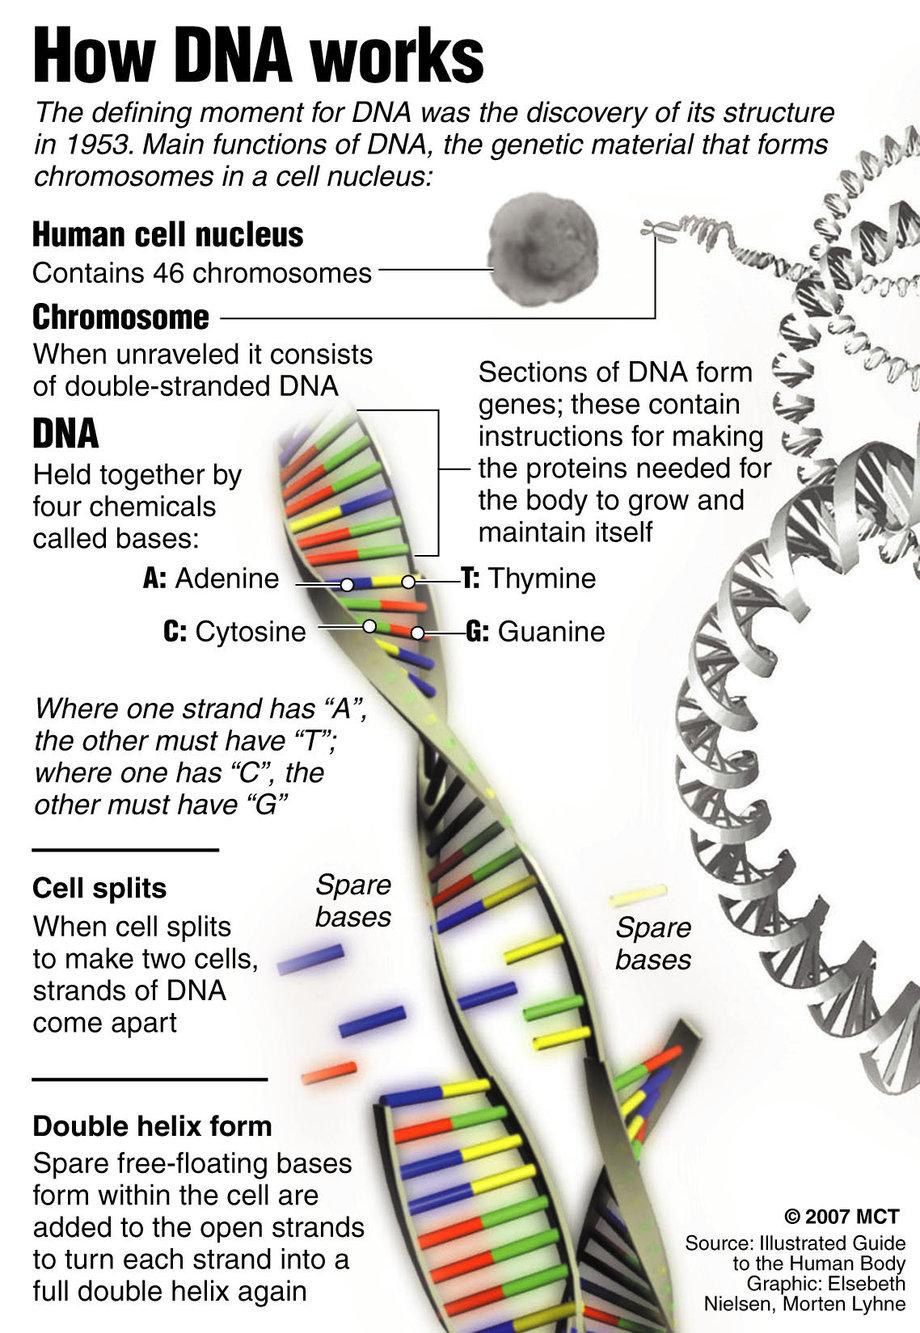 How DNA works
The defining moment for DNA was the discovery of its structure
in 1953. Main functions of DNA, the genetic material that forms
chromosomes in a cell nucleus:
Human cell nucleus
Contains 46 chromosomes
Chromosome
When unraveled it consists
of double-stranded DNA
DNA
Held together by
four chemicals
called bases:
Sections of DNA form
genes; these contain
instructions for making
the proteins needed for
the body to grow and
maintain itself
A: Adenine
T: Thymine
C: Cytosine
G: Guanine
Where one strand has “A”,
the other must have “T”;
where one has “C”, the
other must have “G”
Cell splits
When cell splits
to make two cells,
strands of DNA
come apart
Spare
bases
Spare
bases
Double helix form
Spare free-floating bases
form within the cell are
added to the open strands
to turn each strand into a
full double helix again
© 2007 MCT
Source: Illustrated Guide
to the Human Body
Graphic: Elsebeth
Nielsen, Morten Lyhne